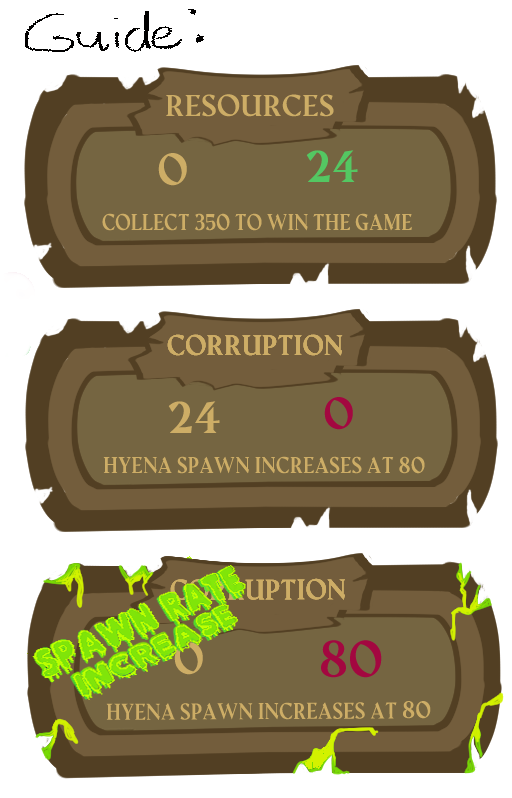 Guide:
RESOURCES
0 24
COLLECT 350 TO WIN THE GAME
CORRUPTION
24 0
HYENA SPAWN INCREASES AT 80
CORRUPTION
SPAWN RATE
INCREASE
0 80
HYENA SPAWN INCREASES AT 80